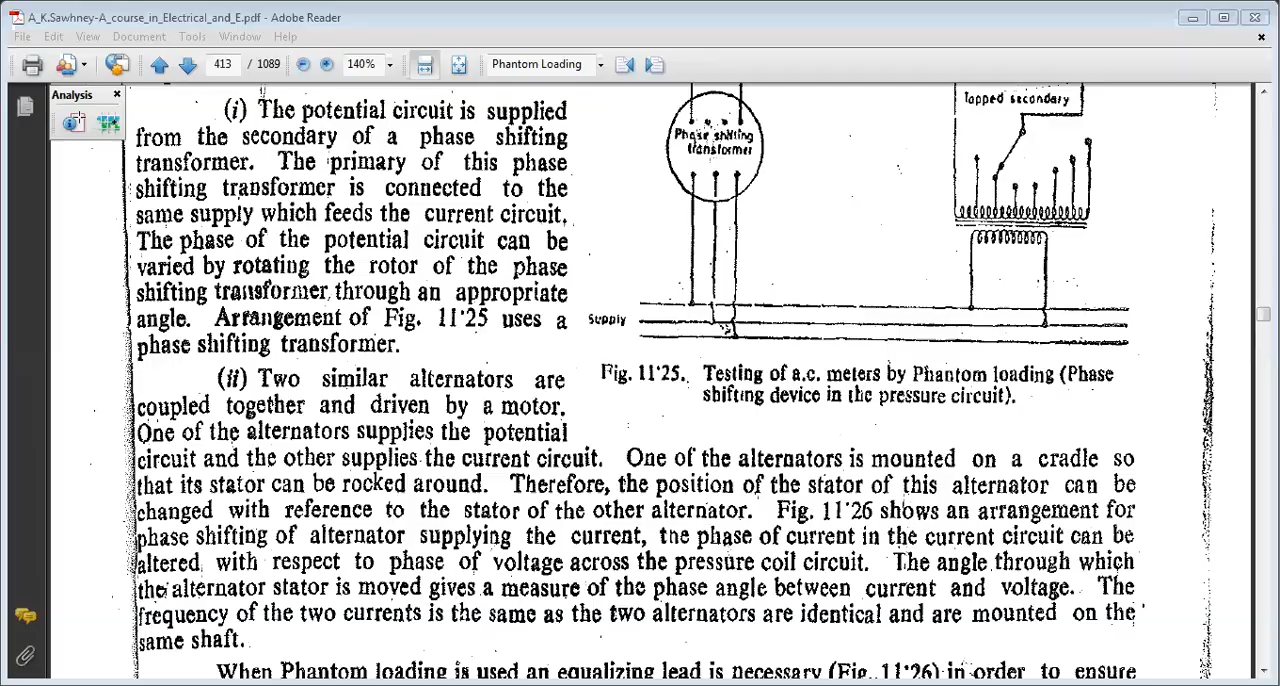 A_K.Sawhney-A_course_in_Electrical_and_E.pdf - Adobe Reader
File Edit View Document Tools Window Help
413 / 1089 140% Phantom Loading
Analysis
(i) The potential circuit is supplied
from the secondary of a phase shifting
transformer. The primary of this phase
shifting transformer is connected to the
same supply which feeds the current circuit.
The phase of the potential circuit can be
varied by rotating the rotor of the phase
shifting transformer through an appropriate
angle. Arrangement of Fig. 11·25 uses a
phase shifting transformer.
Phase shifting
transformer
Tapped secondary
Supply
Fig. 11·25. Testing of a.c. meters by Phantom loading (Phase
shifting device in the pressure circuit).
(ii) Two similar alternators are
coupled together and driven by a motor.
One of the alternators supplies the potential
circuit and the other supplies the current circuit. One of the alternators is mounted on a cradle so
that its stator can be rocked around. Therefore, the position of the stator of this alternator can be
changed with reference to the stator of the other alternator. Fig. 11·26 shows an arrangement for
phase shifting of alternator supplying the current, the phase of current in the current circuit can be
altered with respect to phase of voltage across the pressure coil circuit. The angle through which
the alternator stator is moved gives a measure of the phase angle between current and voltage. The
frequency of the two currents is the same as the two alternators are identical and are mounted on the
same shaft.
When Phantom loading is used an equalizing lead is necessary (Fig. 11·26) in order to ensure